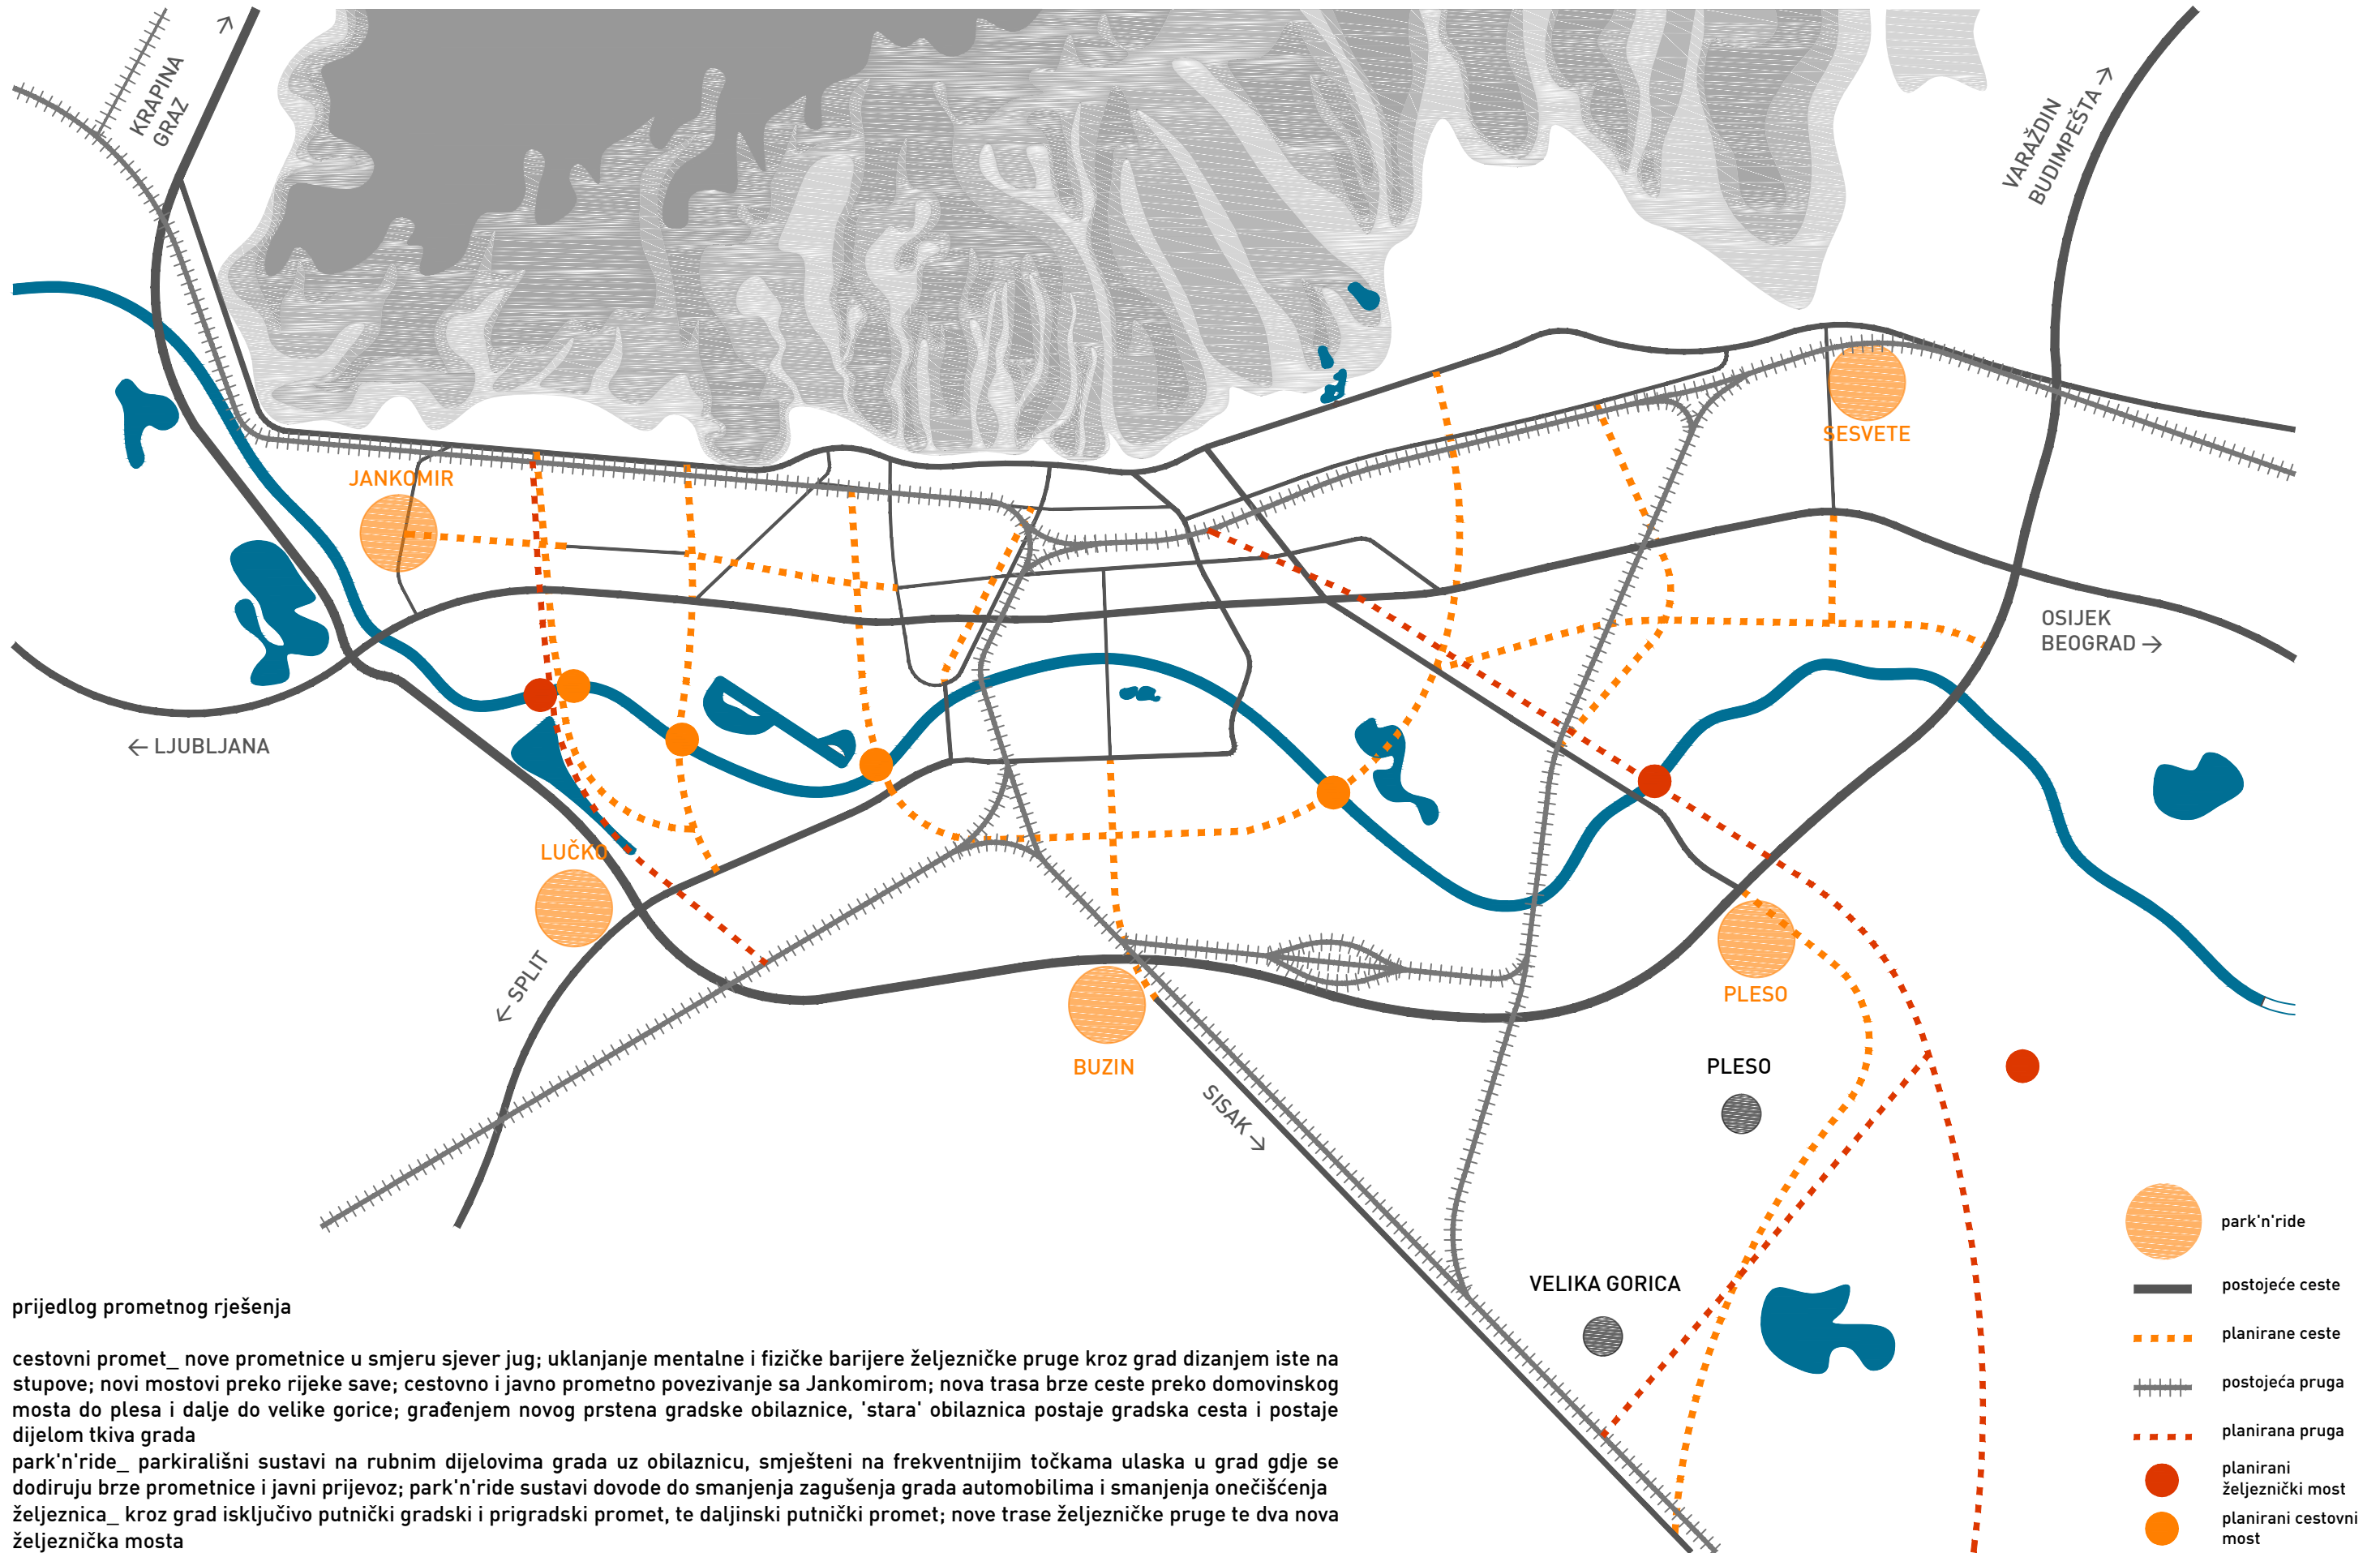 KRAPINA
GRAZ
VARAŽDIN
BUDIMPEŠTA
SESVETE
JANKOMIR
OSIJEK
BEOGRAD
LJUBLJANA
LUČKO
SPLIT
PLESO
BUZIN
PLESO
SISAK
VELIKA GORICA
park'n'ride
postojeće ceste
planirane ceste
postojeća pruga
planirana pruga
planirani
željeznički most
planirani cestovni
most
prijedlog prometnog rješenja
cestovni promet_ nove prometnice u smjeru sjever jug; uklanjanje mentalne i fizičke barijere željezničke pruge kroz grad dizanjem iste na
stupove; novi mostovi preko rijeke save; cestovno i javno prometno povezivanje sa Jankomirom; nova trasa brze ceste preko domovinskog
mosta do plesa i dalje do velike gorice; građenjem novog prstena gradske obilaznice, 'stara' obilaznica postaje gradska cesta i postaje
dijelom tkiva grada
park'n'ride_ parkirališni sustavi na rubnim dijelovima grada uz obilaznicu, smješteni na frekventnijim točkama ulaska u grad gdje se
dodiruju brze prometnice i javni prijevoz; park'n'ride sustavi dovode do smanjenja zagušenja grada automobilima i smanjenja onečišćenja
željeznica_ kroz grad isključivo putnički gradski i prigradski promet, te daljinski putnički promet; nove trase željezničke pruge te dva nova
željeznička mosta